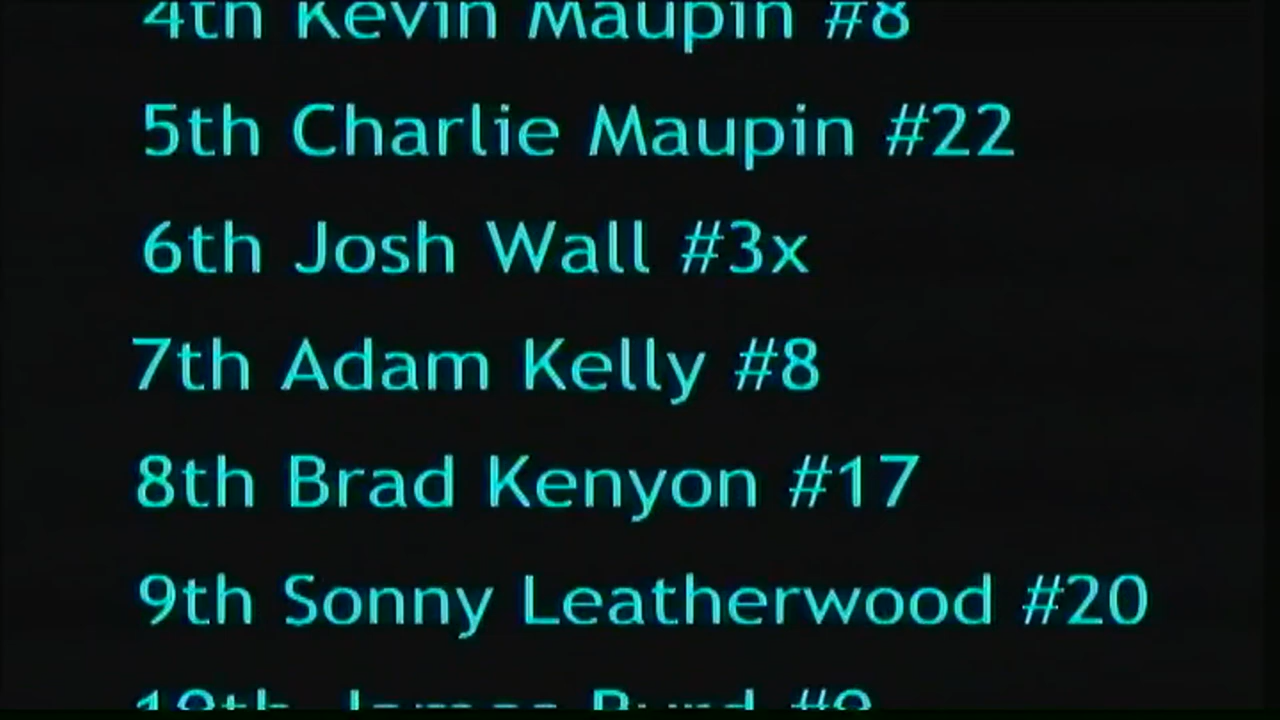 4th Kevin Maupin #8
5th Charlie Maupin #22
6th Josh Wall #3x
7th Adam Kelly #8
8th Brad Kenyon #17
9th Sonny Leatherwood #20
James